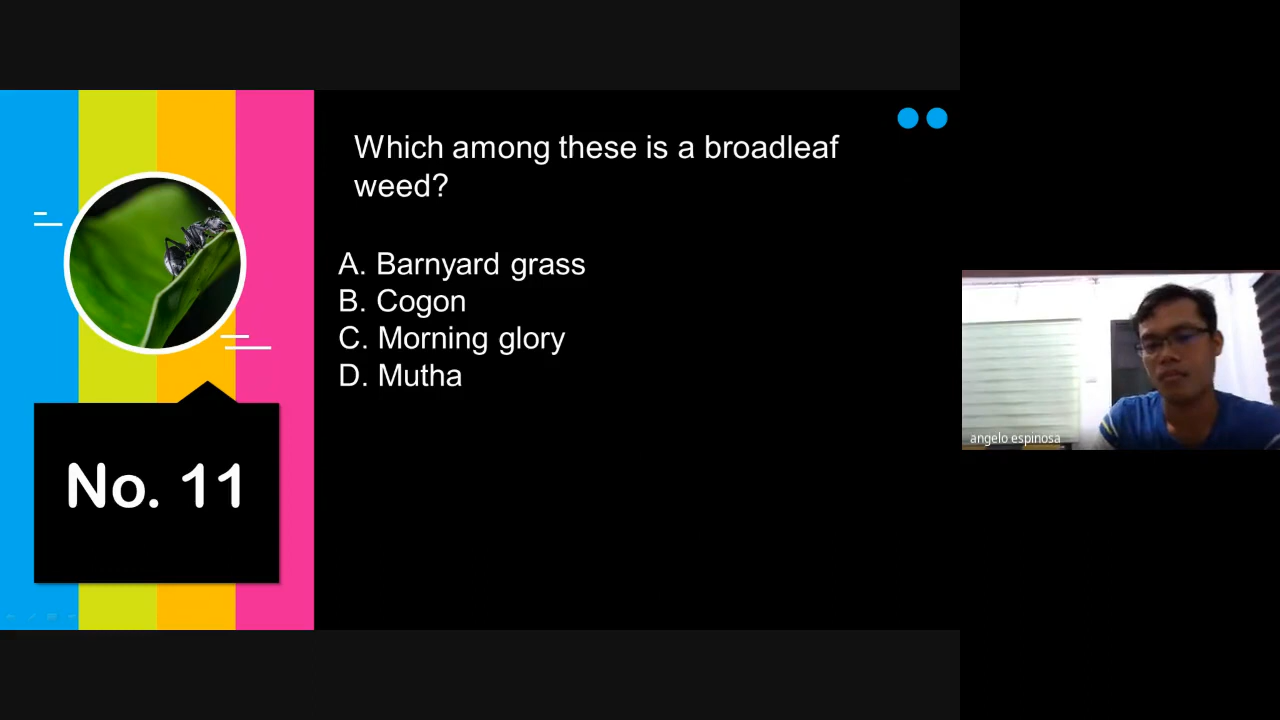 Which among these is a broadleaf
weed?
A. Barnyard grass
B. Cogon
C. Morning glory
D. Mutha
No. 11
angelo espinosa